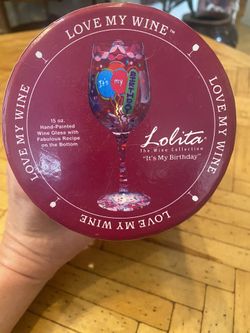 LOVE MY WINE™
LOVE MY WINE
LOVE MY WINE
LOVE MY WINE
It's
my
BIRTHDAY
15 oz.
Hand-Painted
Wine Glass with
Fabulous Recipe
on the Bottom
Lolita®
The Wine Collection
"It's My Birthday"